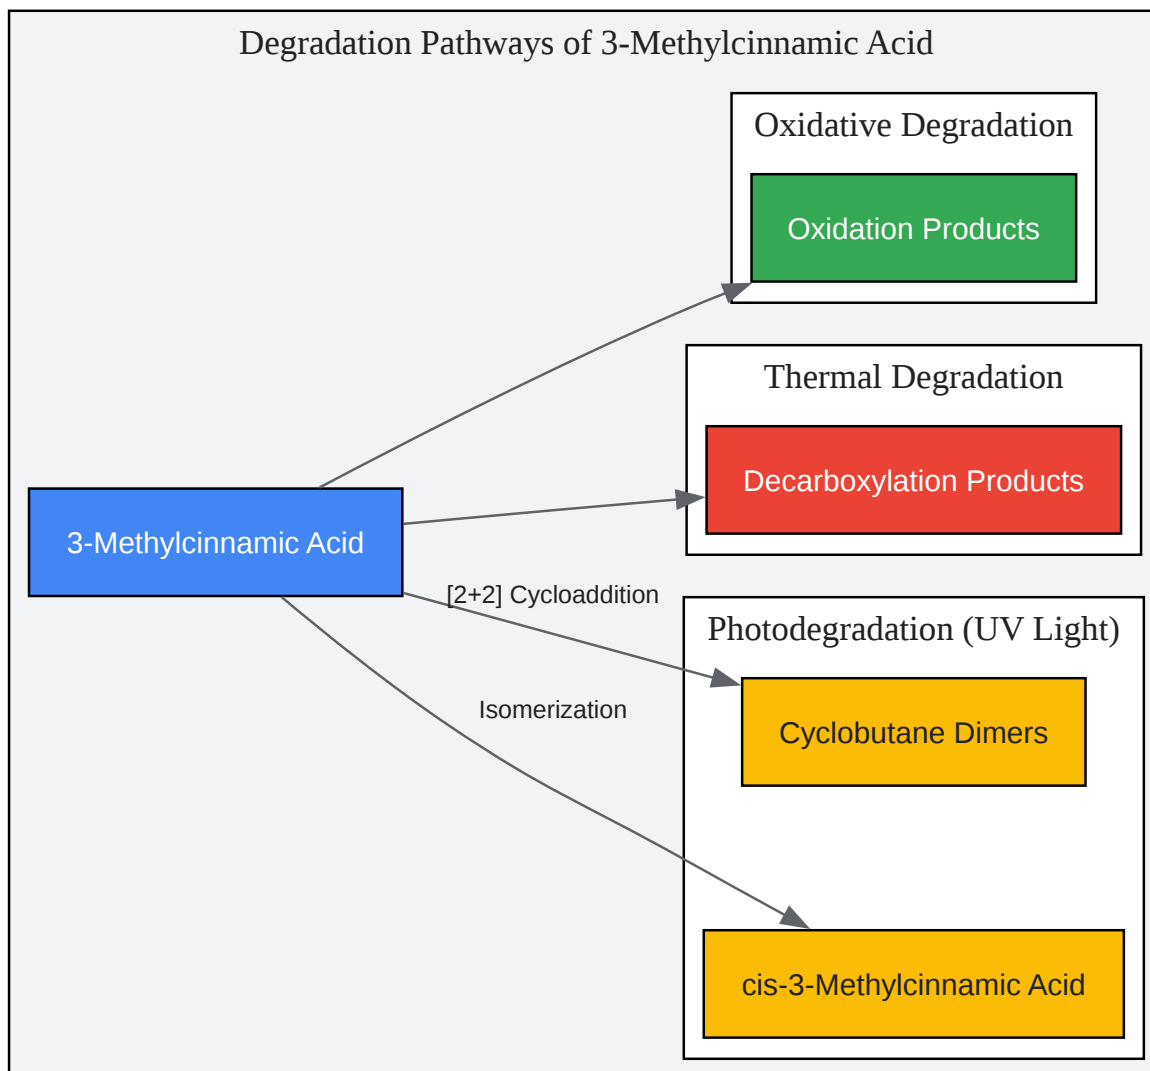 Degradation Pathways of 3-Methylcinnamic Acid
Oxidative Degradation
Oxidation Products
Thermal Degradation
Decarboxylation Products
3-Methylcinnamic Acid
[2+2] Cycloaddition
Photodegradation (UV Light)
Isomerization
Cyclobutane Dimers
cis-3-Methylcinnamic Acid